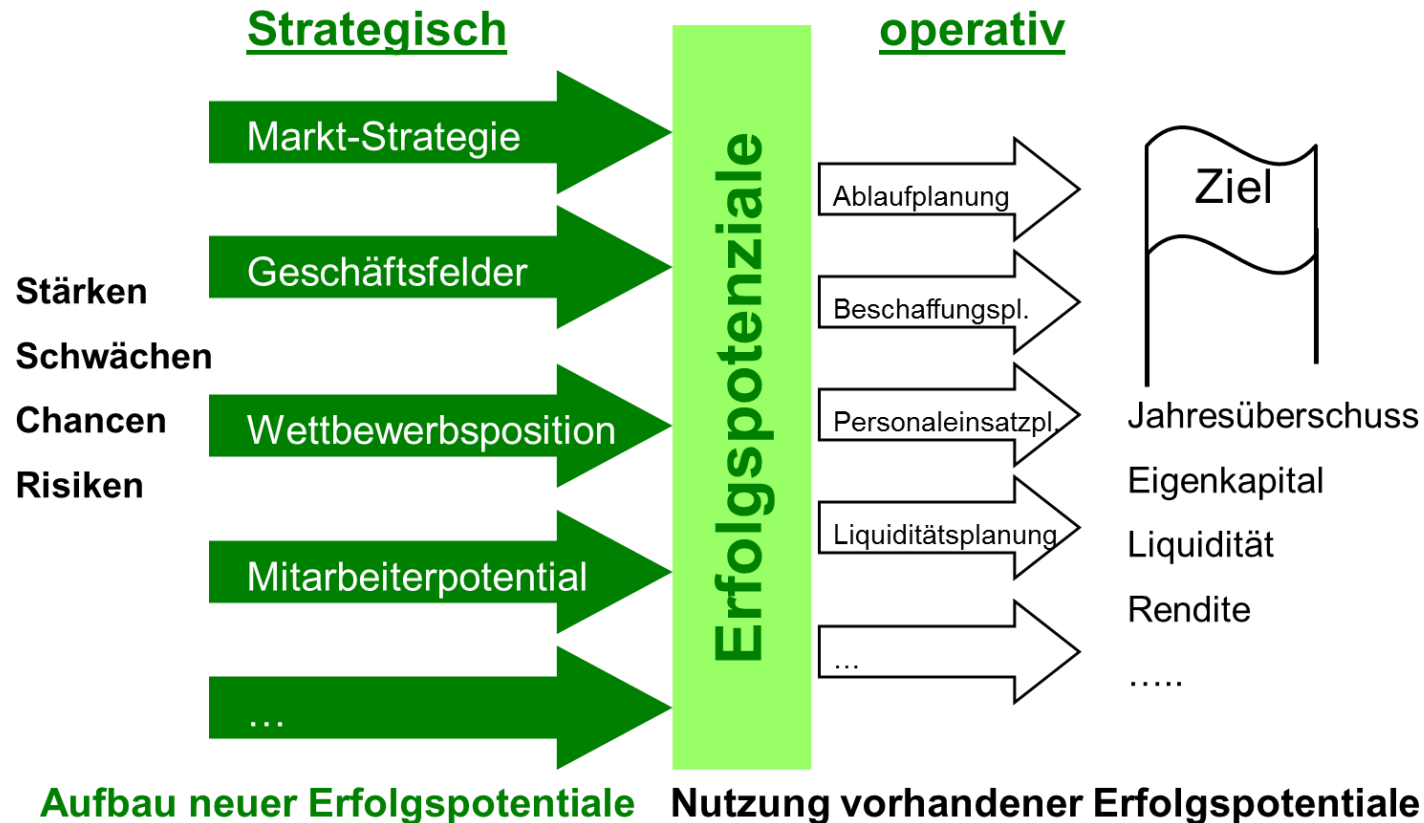 Strategisch
operativ
Stärken
Schwächen
Chancen
Risiken
Markt-Strategie
Geschäftsfelder
Wettbewerbsposition
Mitarbeiterpotential
…
Erfolgspotenziale
Ablaufplanung
Beschaffungspl.
Personaleinsatzpl.
Liquiditätsplanung
…
Ziel
Jahresüberschuss
Eigenkapital
Liquidität
Rendite
…..
Aufbau neuer Erfolgspotentiale
Nutzung vorhandener Erfolgspotentiale